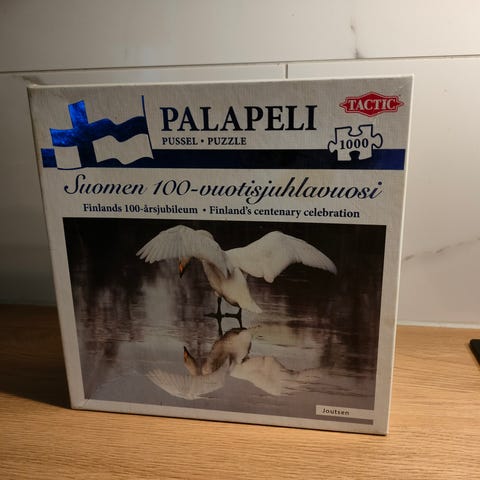 PALAPELI
PUSSEL • PUZZLE
TACTIC
1000
Suomen 100-vuotisjuhlavuosi
Finlands 100-årsjubileum • Finland's centenary celebration
Joutsen